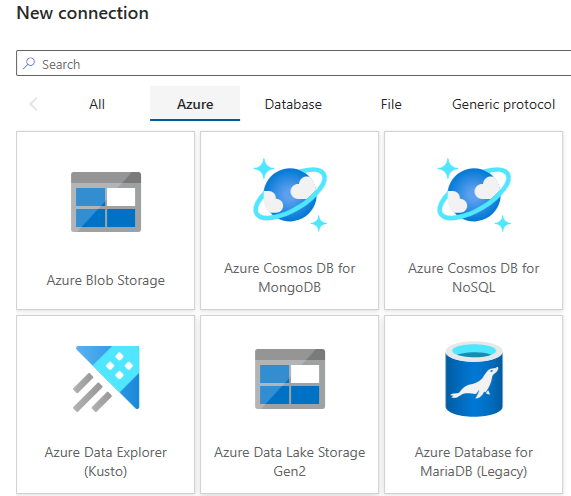 New connection
Search
All
Azure
Database
File
Generic protocol
Azure Blob Storage
Azure Cosmos DB for
MongoDB
Azure Cosmos DB for
NoSQL
Azure Data Explorer
(Kusto)
Azure Data Lake Storage
Gen2
Azure Database for
MariaDB (Legacy)